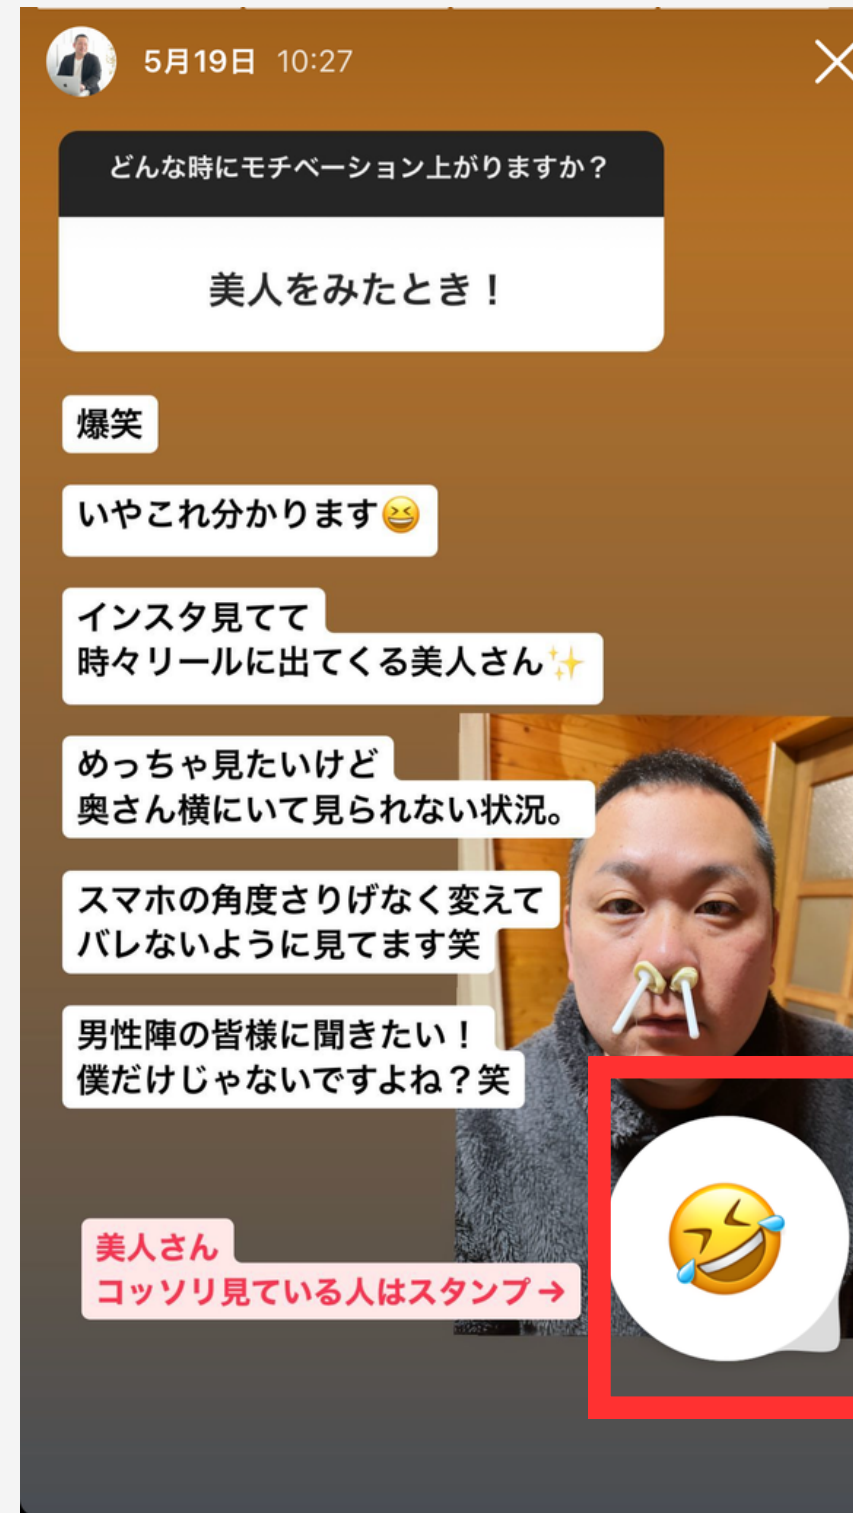 5月19日 10:27
どんな時にモチベーション上がりますか？
美人をみたとき！
爆笑
いやこれ分かります😆
インスタ見てて
時々リールに出てくる美人さん✨
めっちゃ見たいけど
奥さん横にいて見られない状況。
スマホの角度さりげなく変えて
バレないように見てます笑
男性陣の皆様に聞きたい！
僕だけじゃないですよね？笑
美人さん
コッソリ見ている人はスタンプ→
🤣